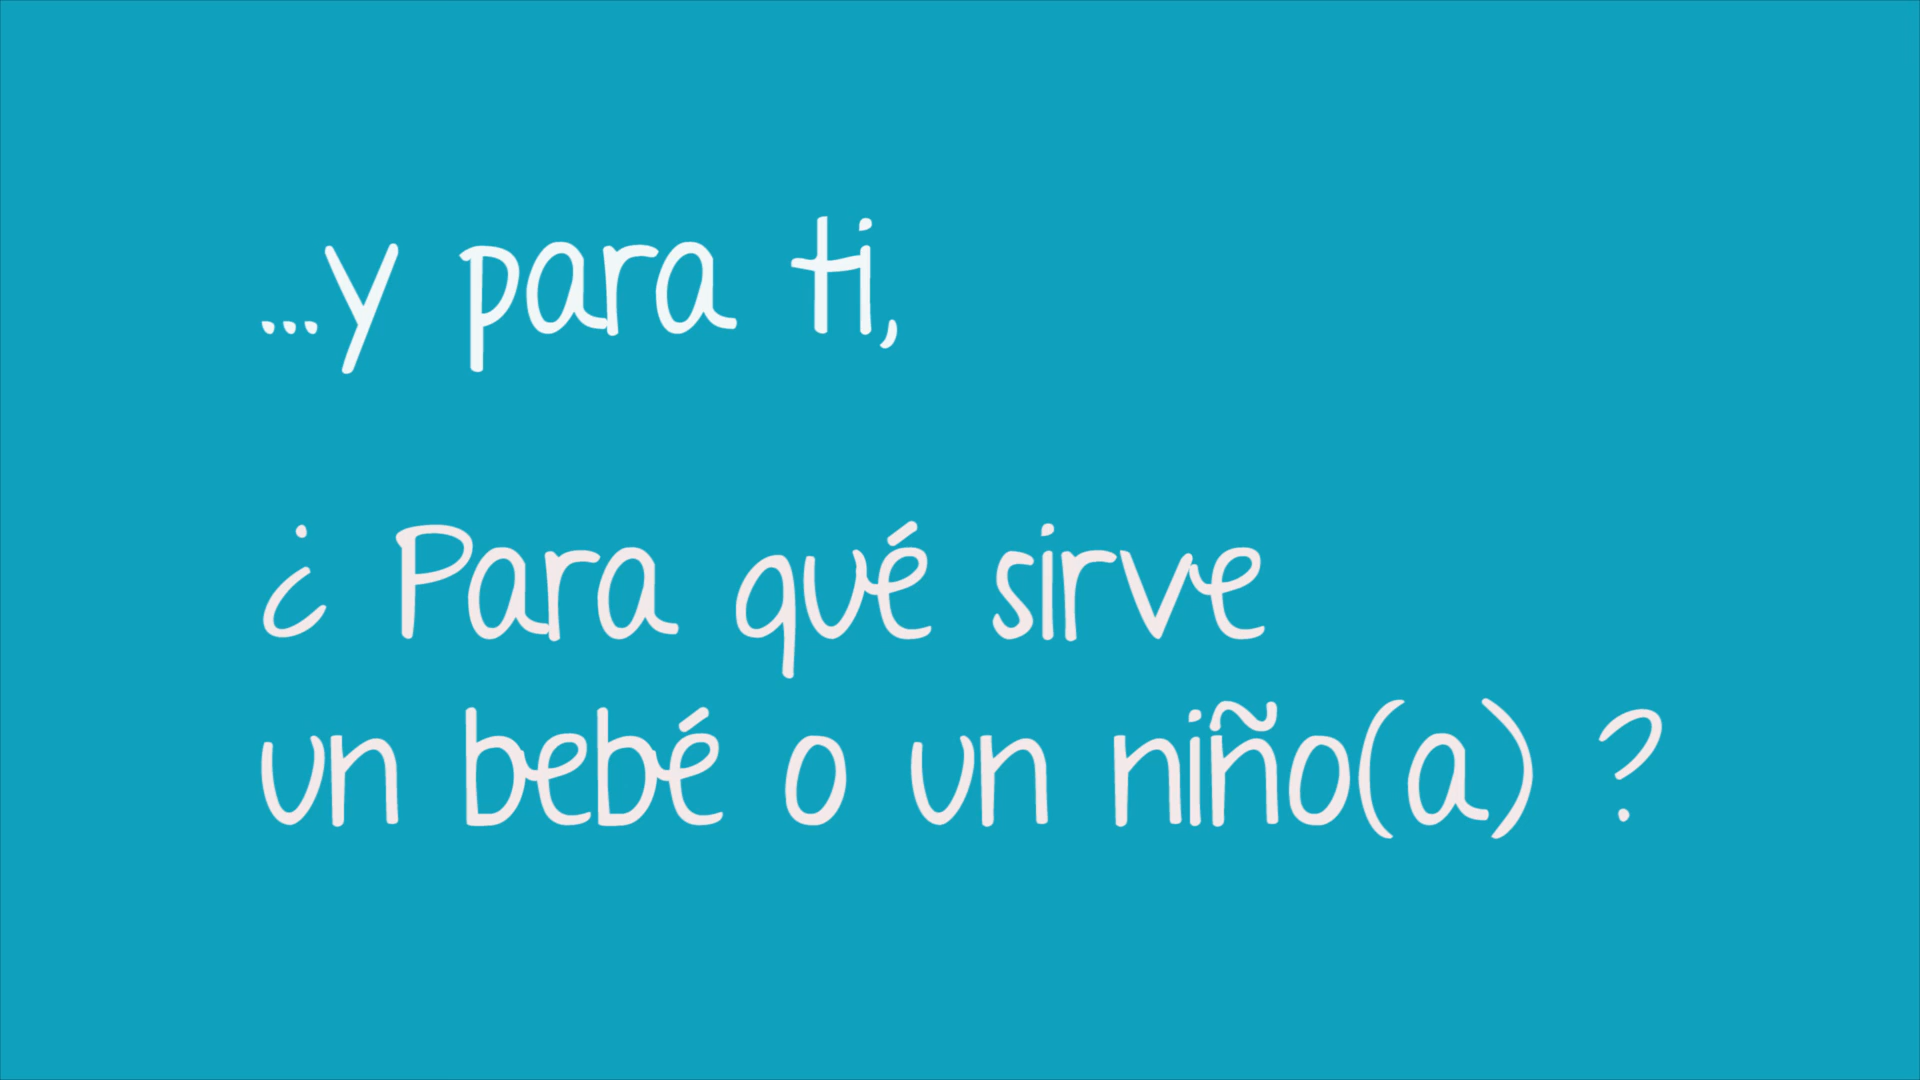 ...y para ti,
¿ Para qué sirve
un bebé o un niño(a) ?